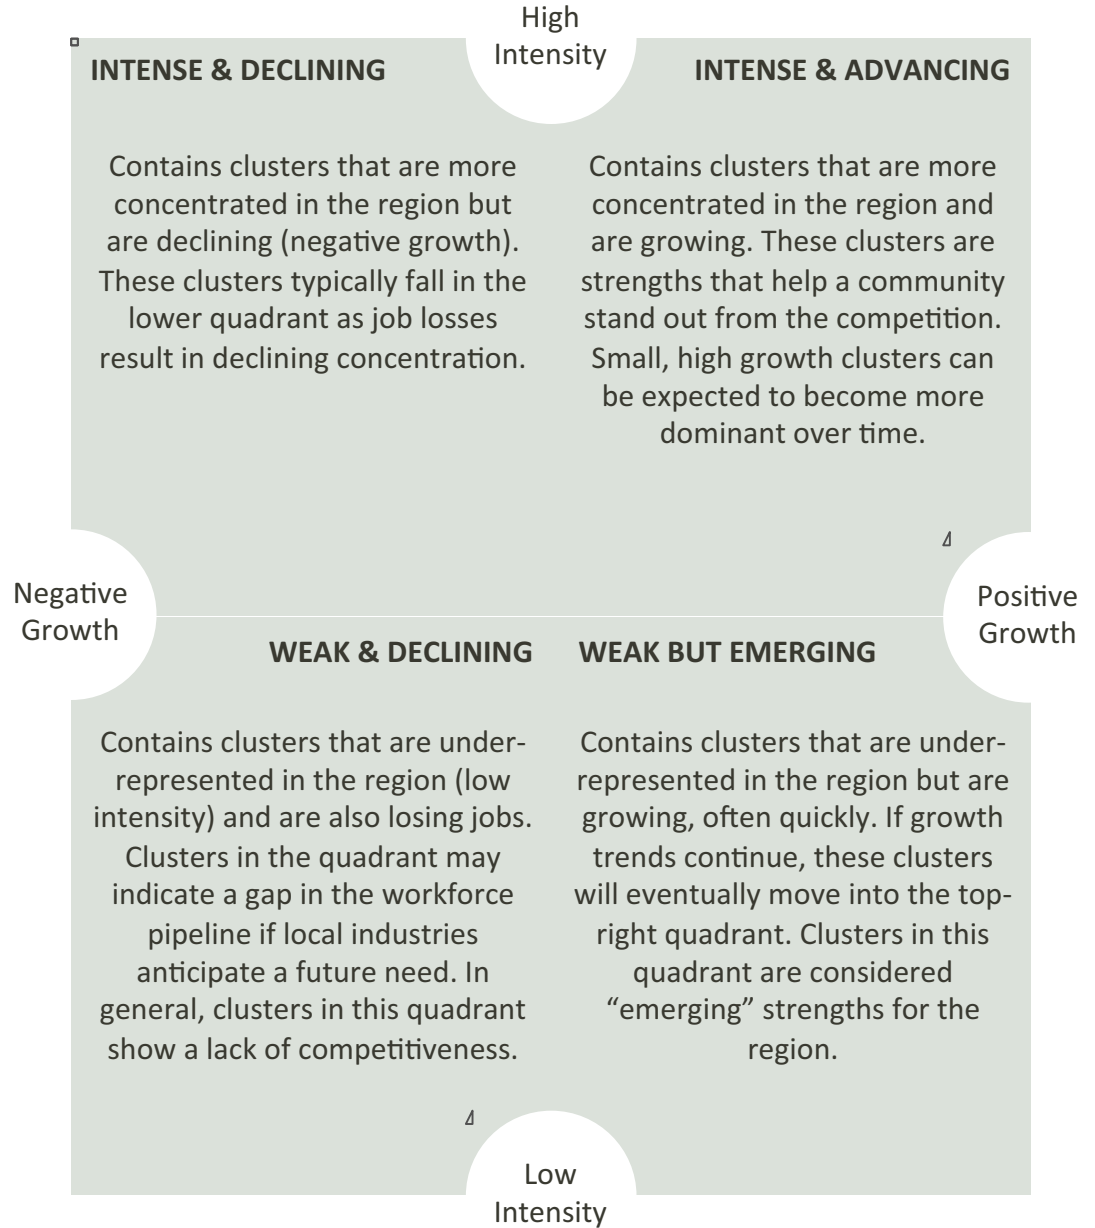 High
Intensity
INTENSE & DECLINING
Contains clusters that are more
concentrated in the region but
are declining (negative growth).
These clusters typically fall in the
lower quadrant as job losses
result in declining concentration.
INTENSE & ADVANCING
Contains clusters that are more
concentrated in the region and
are growing. These clusters are
strengths that help a community
stand out from the competition.
Small, high growth clusters can
be expected to become more
dominant over time.
Negative
Growth
Positive
Growth
WEAK & DECLINING
Contains clusters that are under-
represented in the region (low
intensity) and are also losing jobs.
Clusters in the quadrant may
indicate a gap in the workforce
pipeline if local industries
anticipate a future need. In
general, clusters in this quadrant
show a lack of competitiveness.
WEAK BUT EMERGING
Contains clusters that are under-
represented in the region but are
growing, often quickly. If growth
trends continue, these clusters
will eventually move into the top-
right quadrant. Clusters in this
quadrant are considered
“emerging” strengths for the
region.
Low
Intensity